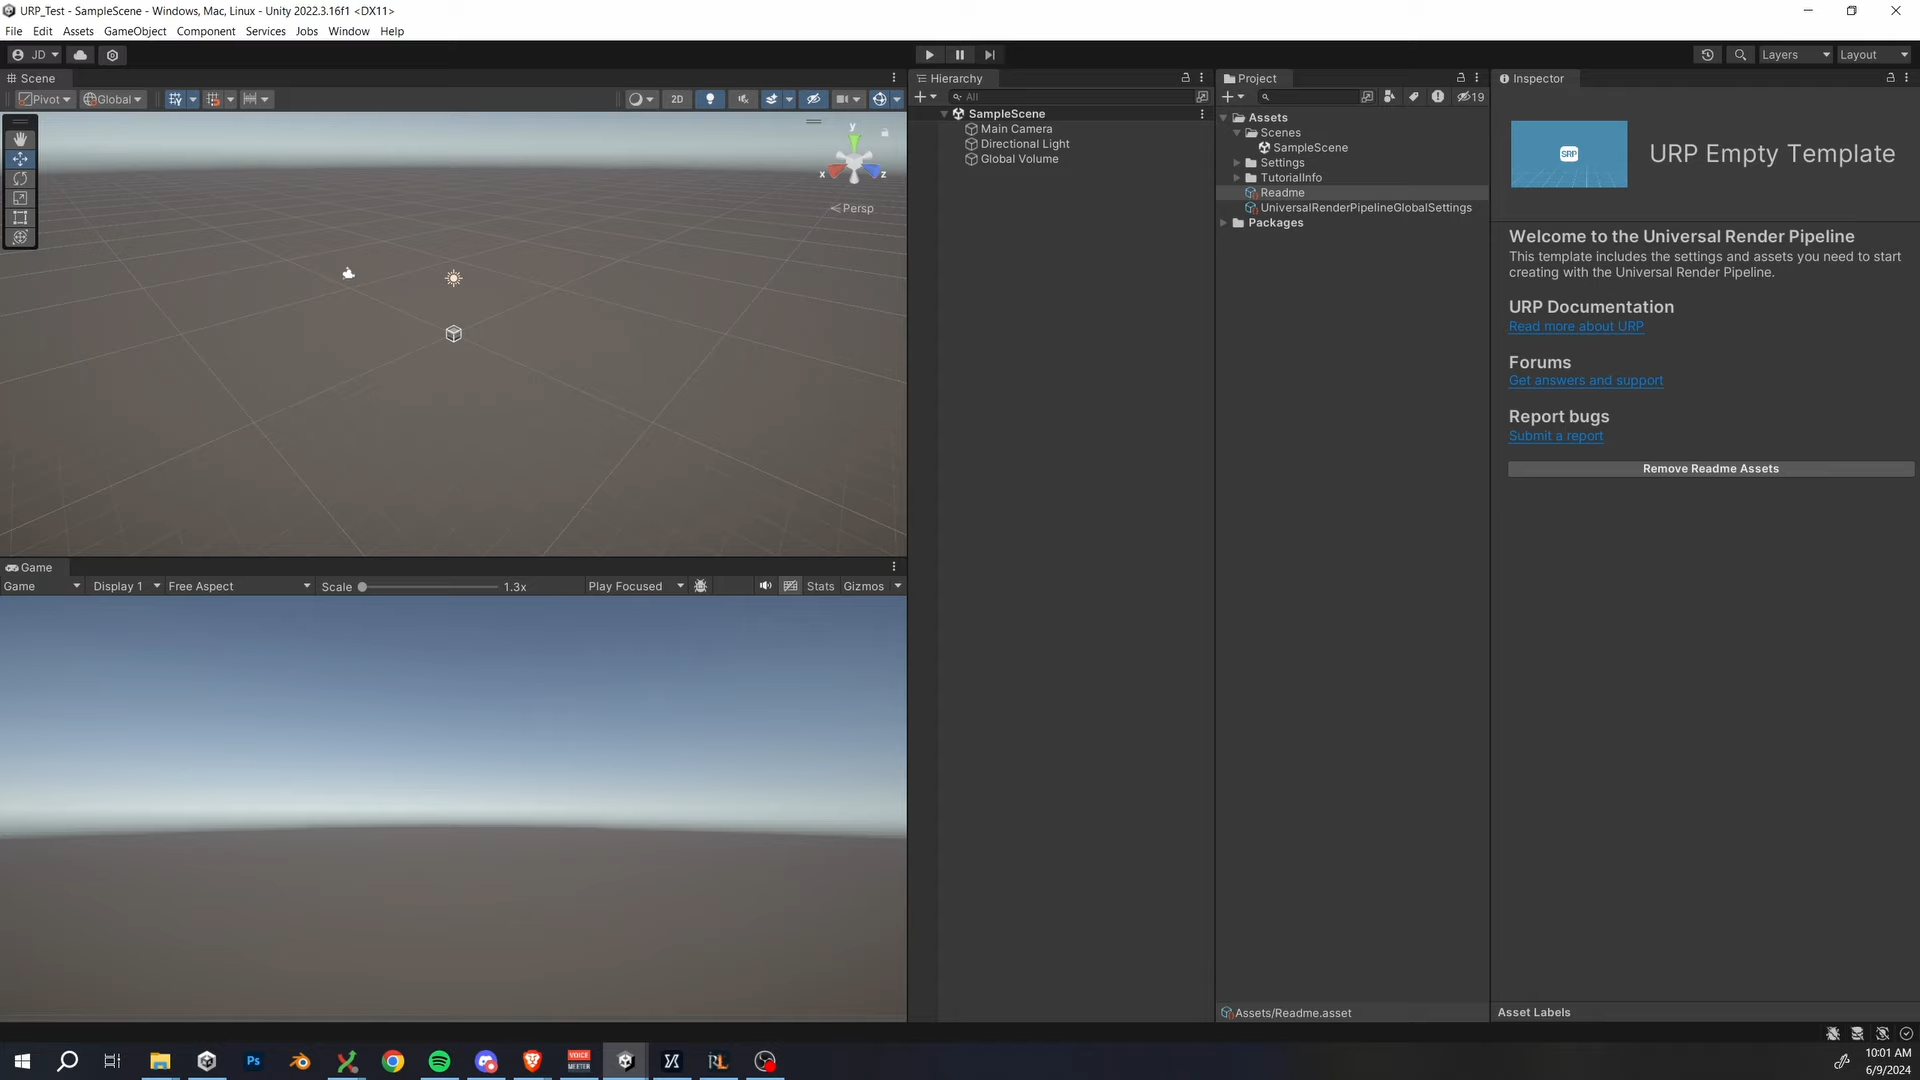 URP_Test - SampleScene - Windows, Mac, Linux - Unity 2022.3.16f1 <DX11>
File Edit Assets GameObject Component Services Jobs Window Help
JD
Layers
Layout
Scene
Pivot
Global
2D
y
x
z
Persp
Hierarchy
All
SampleScene
Main Camera
Directional Light
Global Volume
Project
19
Assets
Scenes
SampleScene
Settings
TutorialInfo
Readme
UniversalRenderPipelineGlobalSettings
Packages
Assets/Readme.asset
Inspector
SRP
URP Empty Template
Welcome to the Universal Render Pipeline
This template includes the settings and assets you need to start
creating with the Universal Render Pipeline.
URP Documentation
Read more about URP
Forums
Get answers and support
Report bugs
Submit a report
Remove Readme Assets
Asset Labels
Game
Game Display 1 Free Aspect Scale 1.3x Play Focused Stats Gizmos
Ps
VOICE
MEETER
RL
10:01 AM
6/9/2024